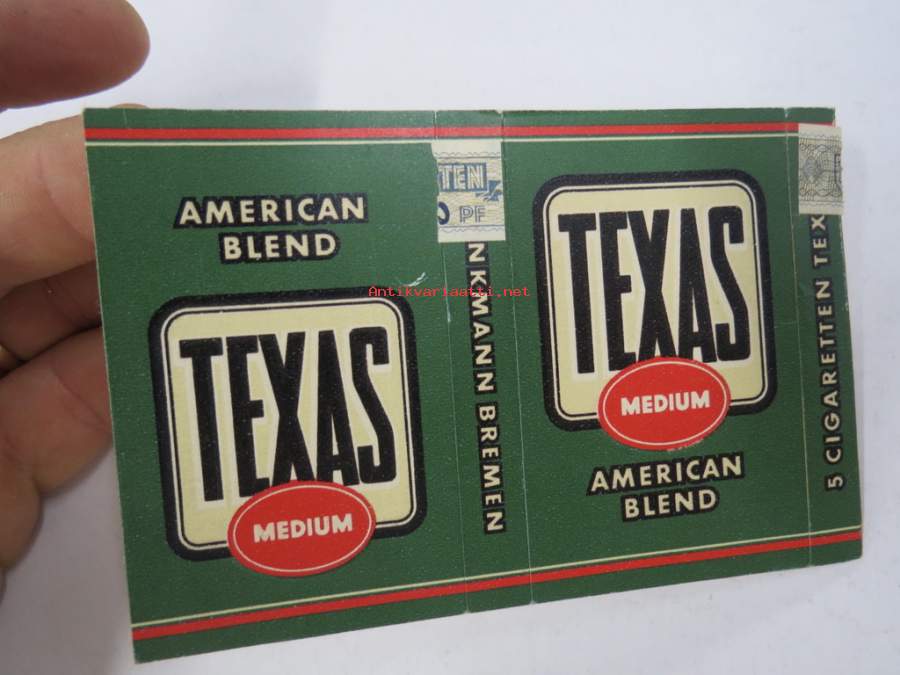 AMERICAN
BLEND
TEXAS
MEDIUM
TEN
PF
NKMANN BREMEN
TEXAS
MEDIUM
AMERICAN
BLEND
5 CIGARETTEN TEX
Antikvariaatti.net